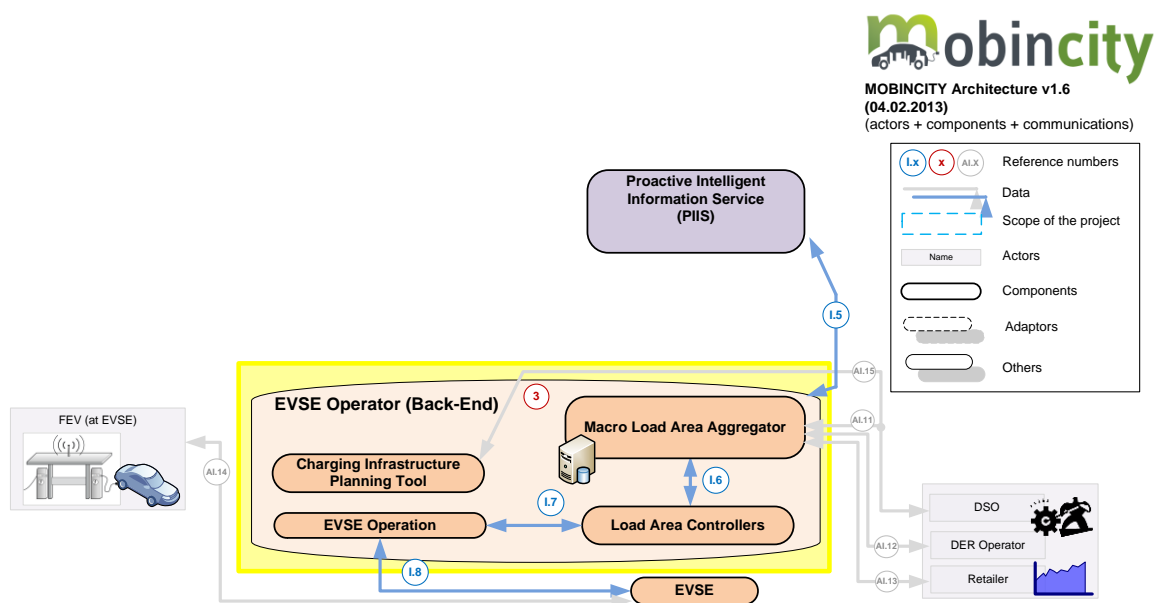 mobincity
MOBINCITY Architecture v1.6
(04.02.2013)
(actors + components + communications)
I.x
x
AI.X
Reference numbers
Data
Scope of the project
Name
Actors
Components
Adaptors
Others
Proactive Intelligent
Information Service
(PIIS)
I.5
AI.15
EVSE Operator (Back-End)
3
Macro Load Area Aggregator
AI.11
FEV (at EVSE)
AI.14
Charging Infrastructure
Planning Tool
I.6
I.7
EVSE Operation
Load Area Controllers
I.8
EVSE
DSO
AI.12
DER Operator
AI.13
Retailer